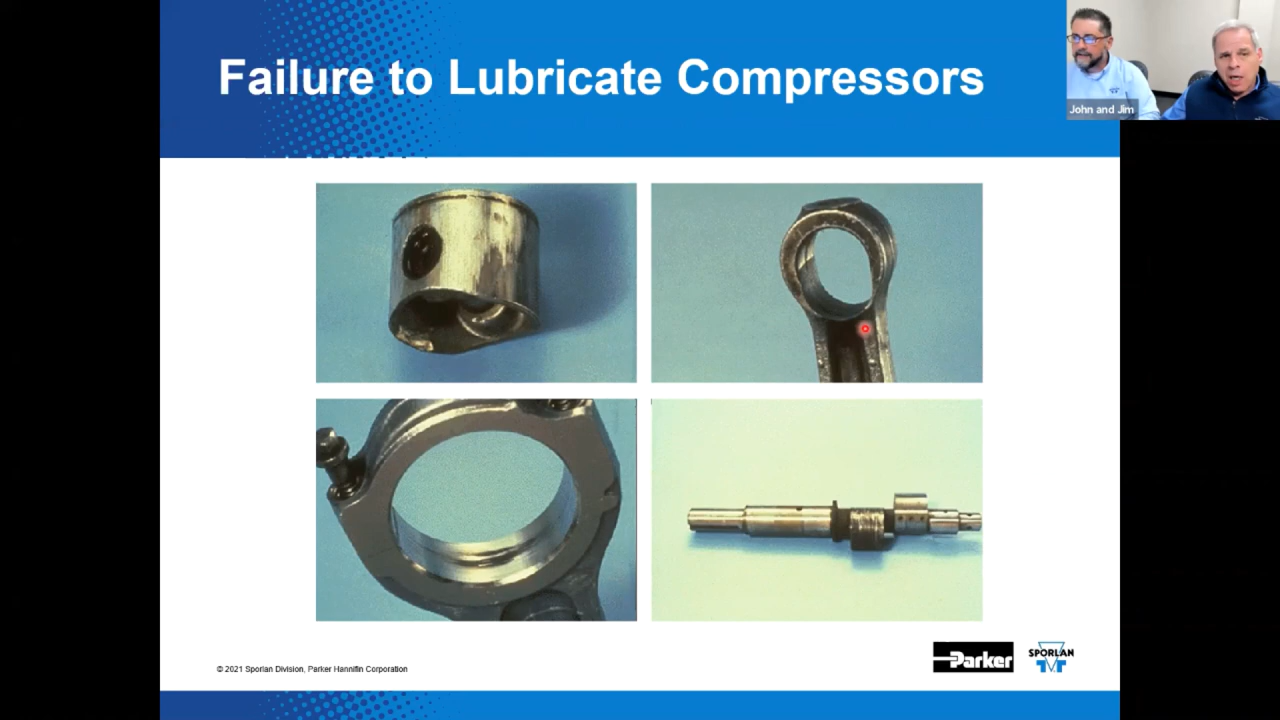 Failure to Lubricate Compressors
John and Jim
© 2021 Sporlan Division, Parker Hannifin Corporation
Parker
SPORLAN